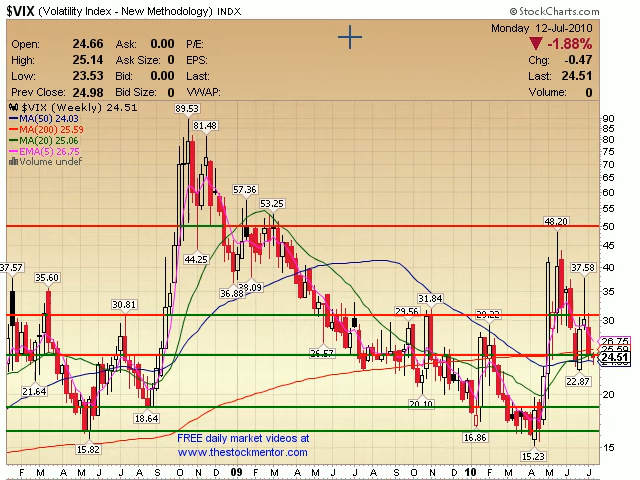 $VIX (Volatility Index - New Methodology) INDX
© StockCharts.com
Monday 12-Jul-2010
Open: 24.66 Ask: 0.00 P/E: ▼ -1.88%
High: 25.14 Ask Size: 0 EPS: Chg: -0.47
Low: 23.53 Bid: 0.00 Last: Last: 24.51
Prev Close: 24.98 Bid Size: 0 VWAP: Volume: 0
$VIX (Weekly) 24.51
MA(50) 24.03
MA(200) 25.59
MA(20) 25.06
EMA(5) 26.75
Volume undef
89.53
81.48
57.36
53.25
48.20
44.25
36.88
38.09
37.57
35.60
30.81
37.58
31.84
29.56
29.22
26.57
21.64
22.87
20.10
18.64
16.86
15.82
15.23
90
85
80
75
70
65
60
55
50
45
40
35
30
26.75
25.59
24.51
20
15
FREE daily market videos at
www.thestockmentor.com
F M A M J J A S O N D 09 F M A M J J A S O N D 10 F M A M J J